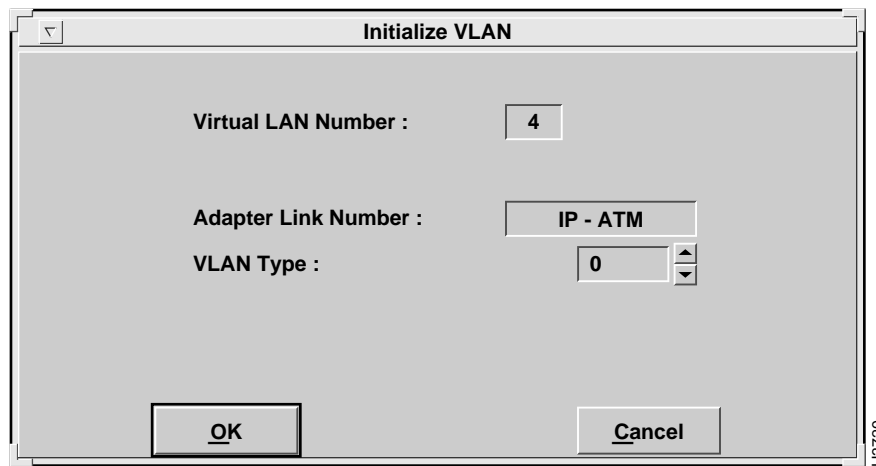 Initialize VLAN
Virtual LAN Number : 4
Adapter Link Number : IP - ATM
VLAN Type : 0
OK
Cancel